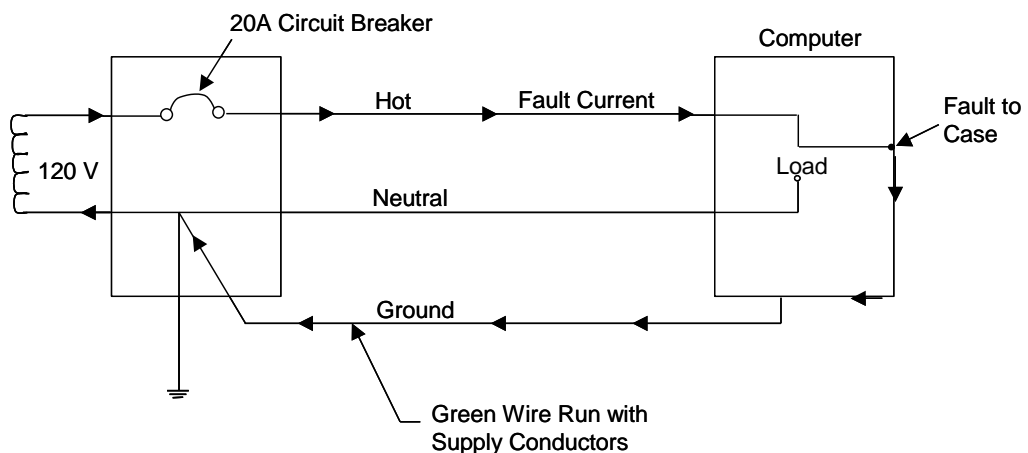 20A Circuit Breaker
Computer
Hot
Fault Current
Fault to
Case
120 V
Load
Neutral
Ground
Green Wire Run with
Supply Conductors